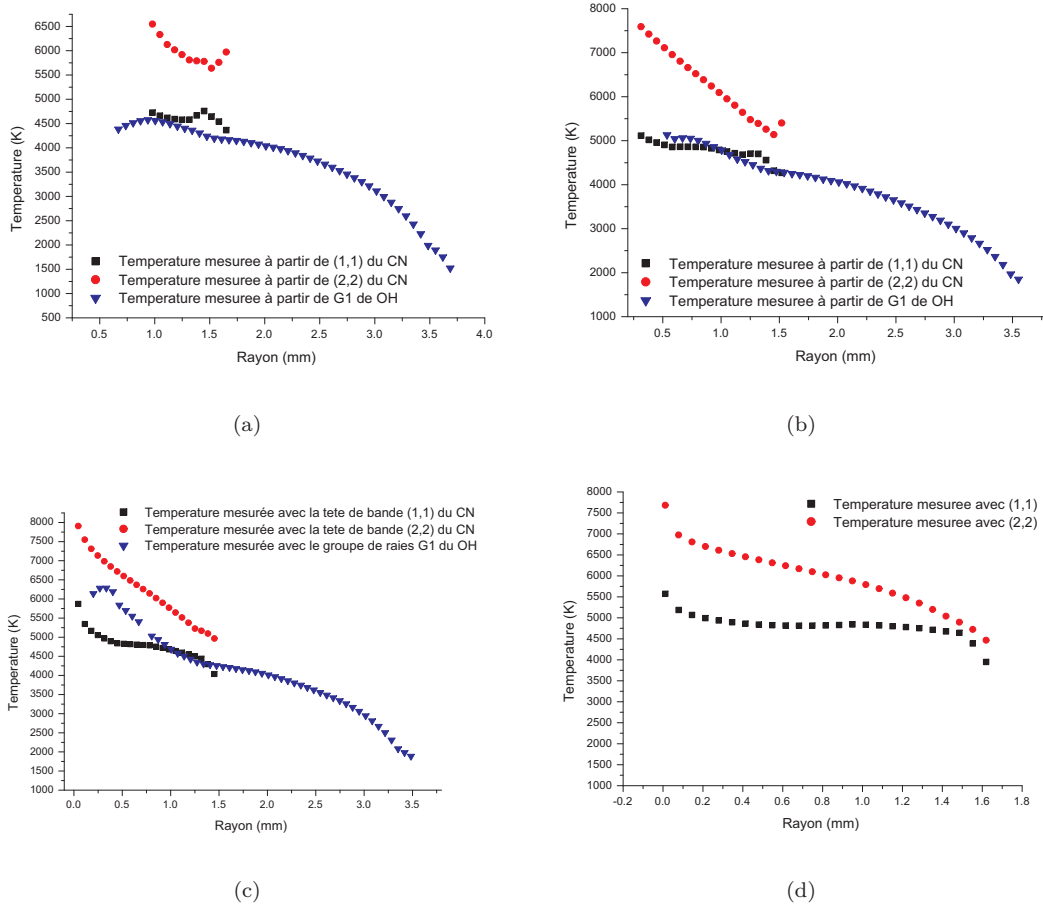 6500
6000
5500
5000
4500
4000
3500
3000
2500
2000
1500
1000
500
Temperature (K)
Temperature mesuree à partir de (1,1) du CN
Temperature mesuree à partir de (2,2) du CN
Temperature mesuree à partir de G1 de OH
0.5 1.0 1.5 2.0 2.5 3.0 3.5 4.0
Rayon (mm)
(a)
8000
7000
6000
5000
4000
3000
2000
1000
Temperature (K)
Temperature mesuree à partir de (1,1) du CN
Temperature mesuree à partir de (2,2) du CN
Temperature mesuree à partir de G1 de OH
0.5 1.0 1.5 2.0 2.5 3.0 3.5
Rayon (mm)
(b)
Temperature mesurée avec la tete de bande (1,1) du CN
Temperature mesurée avec la tete de bande (2,2) du CN
Temperature mesurée avec le groupe de raies G1 du OH
8000
7500
7000
6500
6000
5500
5000
4500
4000
3500
3000
2500
2000
1500
1000
Temperature (K)
0.0 0.5 1.0 1.5 2.0 2.5 3.0 3.5
Rayon (mm)
(c)
Temperature mesuree avec (1,1)
Temperature mesuree avec (2,2)
8000
7500
7000
6500
6000
5500
5000
4500
4000
3500
3000
2500
2000
1500
1000
Temperature (K)
-0.2 0.0 0.2 0.4 0.6 0.8 1.0 1.2 1.4 1.6 1.8
Rayon (mm)
(d)